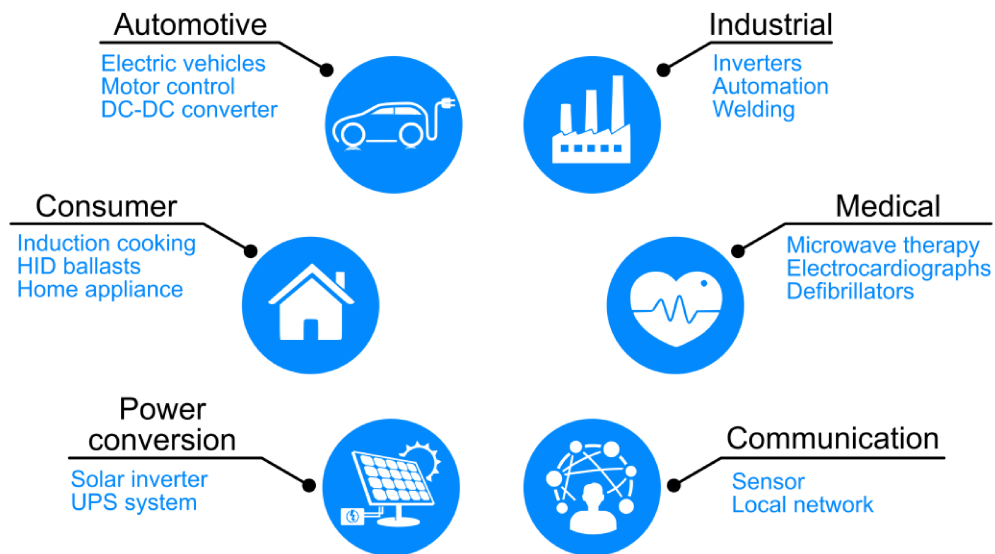 Automotive
Electric vehicles
Motor control
DC-DC converter
Industrial
Inverters
Automation
Welding
Consumer
Induction cooking
HID ballasts
Home appliance
Medical
Microwave therapy
Electrocardiographs
Defibrillators
Power
conversion
Solar inverter
UPS system
Communication
Sensor
Local network